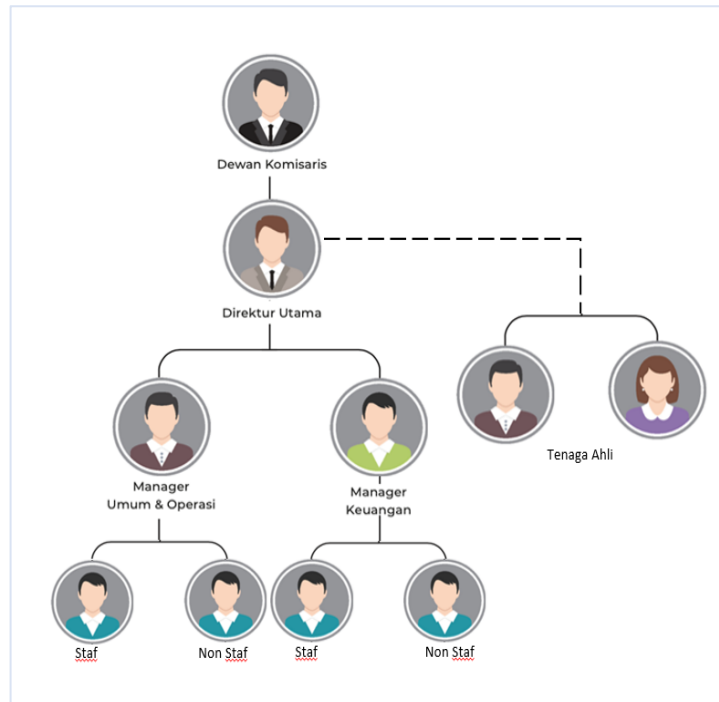 Dewan Komisaris
Direktur Utama
Tenaga Ahli
Manager
Umum & Operasi
Manager
Keuangan
Staf
Non Staf
Staf
Non Staf